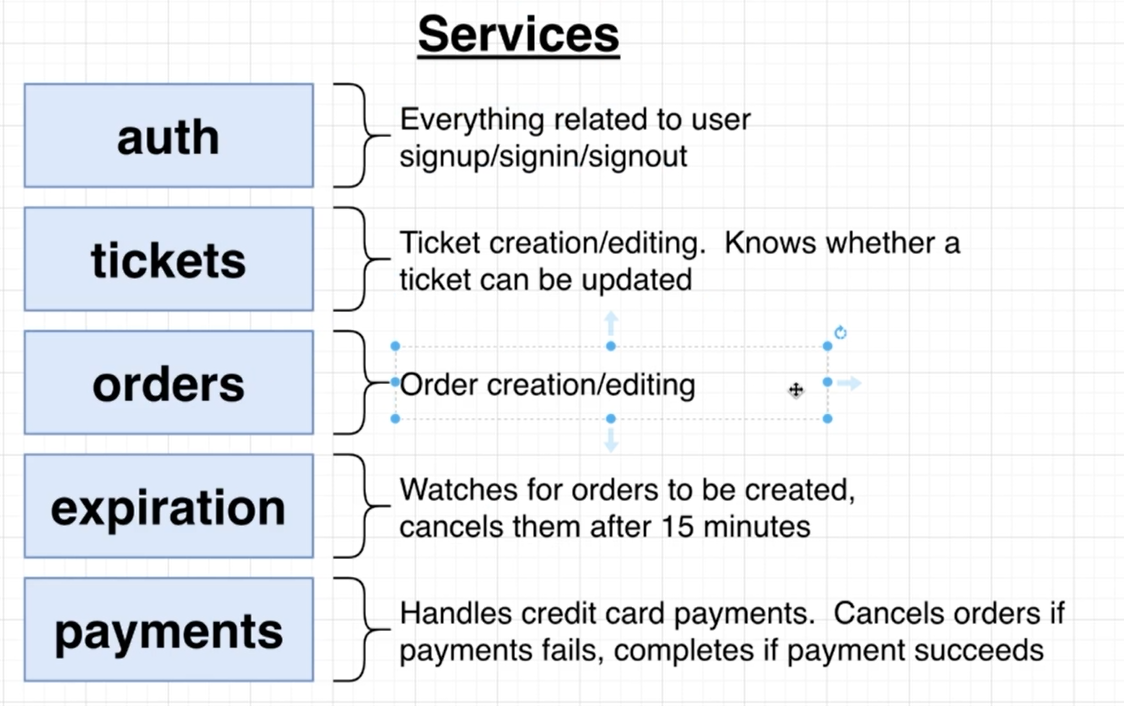 Services
auth
Everything related to user
signup/signin/signout
tickets
Ticket creation/editing.  Knows whether a
ticket can be updated
orders
Order creation/editing
expiration
Watches for orders to be created,
cancels them after 15 minutes
payments
Handles credit card payments.  Cancels orders if
payments fails, completes if payment succeeds